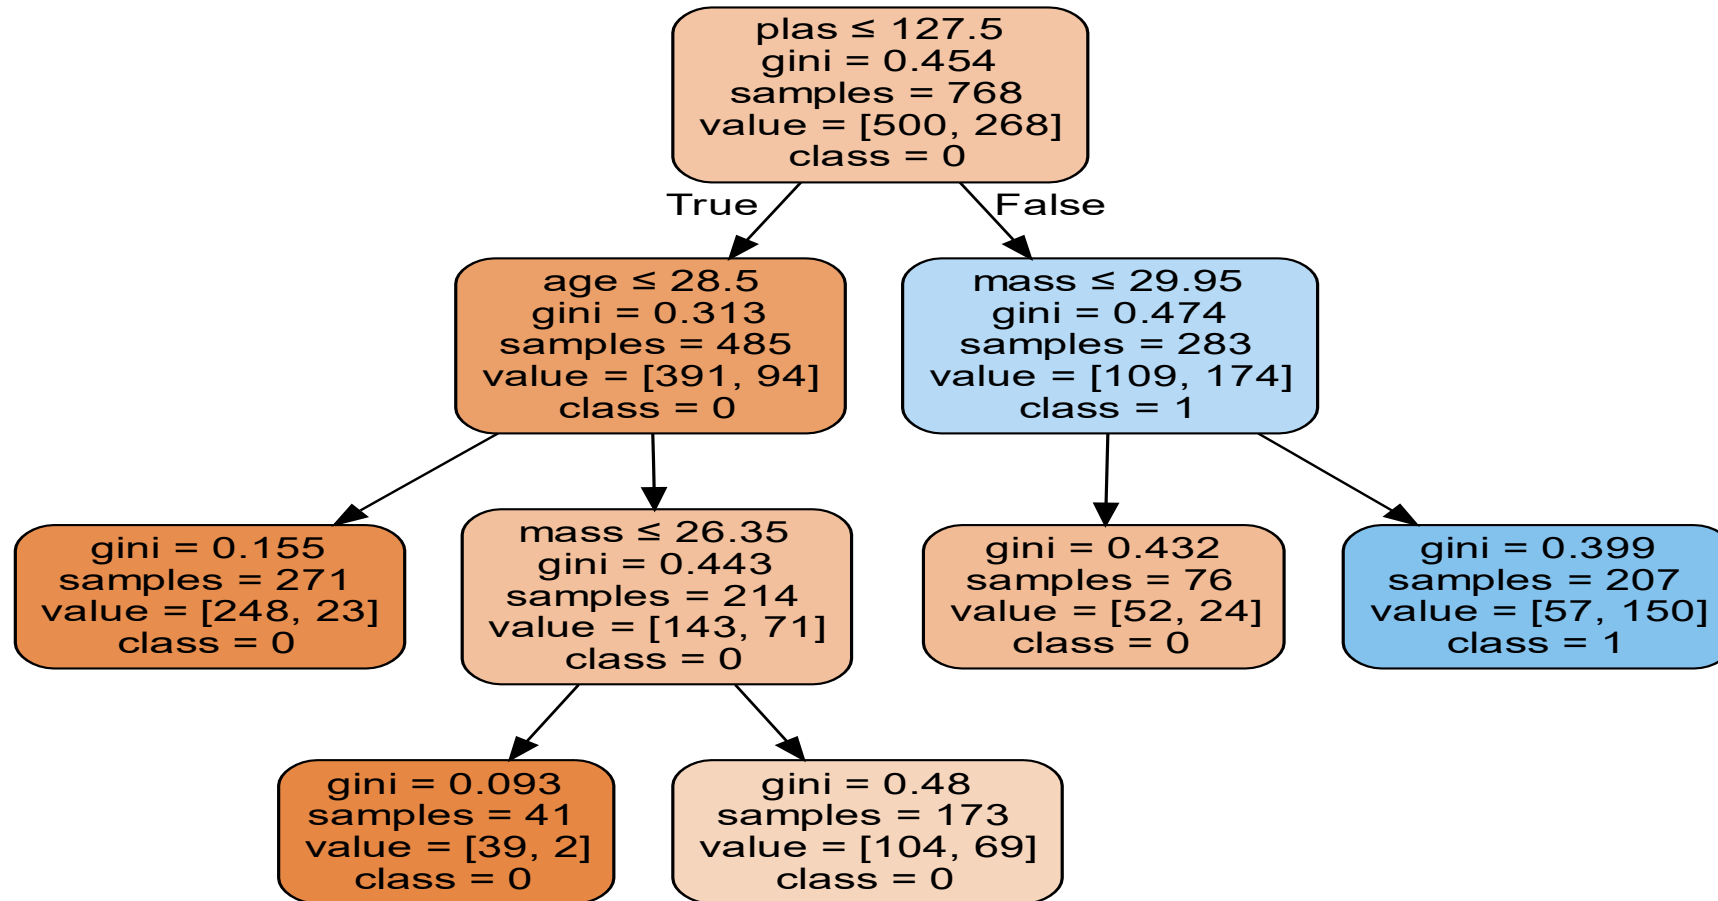 plas ≤ 127.5
gini = 0.454
samples = 768
value = [500, 268]
class = 0
True
False
age ≤ 28.5
gini = 0.313
samples = 485
value = [391, 94]
class = 0
mass ≤ 29.95
gini = 0.474
samples = 283
value = [109, 174]
class = 1
gini = 0.155
samples = 271
value = [248, 23]
class = 0
mass ≤ 26.35
gini = 0.443
samples = 214
value = [143, 71]
class = 0
gini = 0.432
samples = 76
value = [52, 24]
class = 0
gini = 0.399
samples = 207
value = [57, 150]
class = 1
gini = 0.093
samples = 41
value = [39, 2]
class = 0
gini = 0.48
samples = 173
value = [104, 69]
class = 0